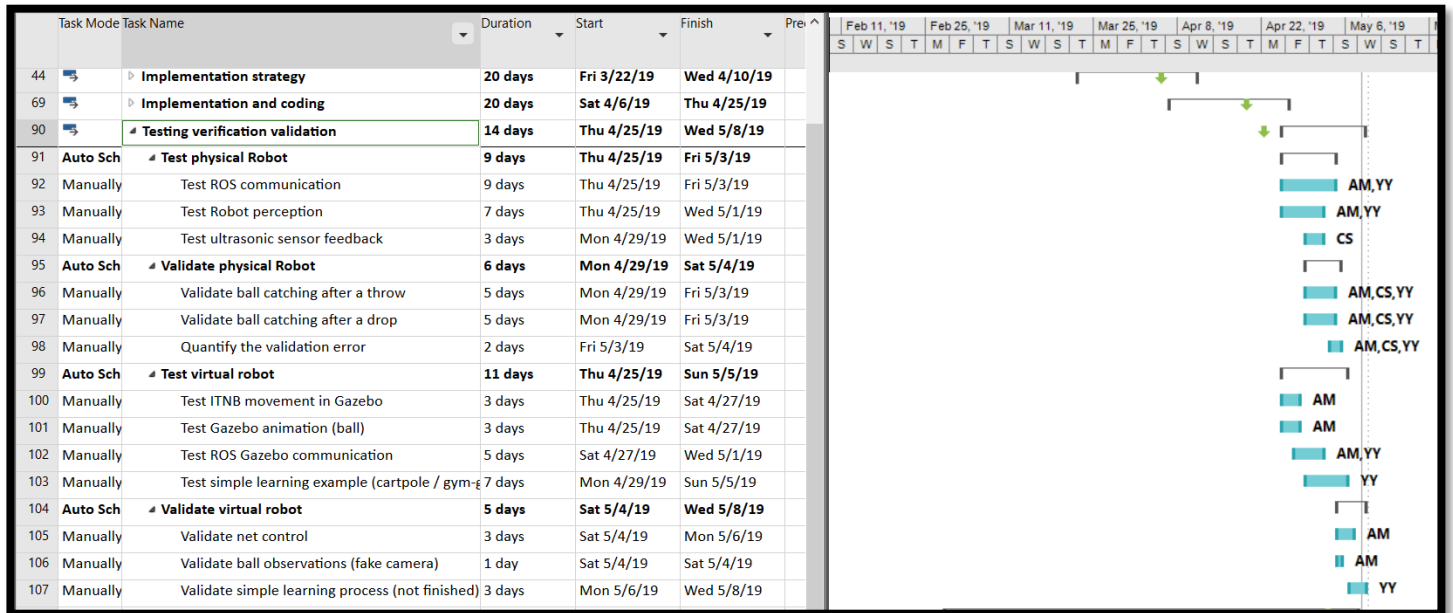 Task Mode Task Name Duration Start Finish Pre
Feb 11, '19 Feb 25, '19 Mar 11, '19 Mar 25, '19 Apr 8, '19 Apr 22, '19 May 6, '19
S W S T M F T S W S T M F T S W S T M F T S W S T
44 Implementation strategy 20 days Fri 3/22/19 Wed 4/10/19
69 Implementation and coding 20 days Sat 4/6/19 Thu 4/25/19
90 Testing verification validation 14 days Thu 4/25/19 Wed 5/8/19
91 Auto Sch Test physical Robot 9 days Thu 4/25/19 Fri 5/3/19
92 Manually Test ROS communication 9 days Thu 4/25/19 Fri 5/3/19 AM,YY
93 Manually Test Robot perception 7 days Thu 4/25/19 Wed 5/1/19 AM,YY
94 Manually Test ultrasonic sensor feedback 3 days Mon 4/29/19 Wed 5/1/19 CS
95 Auto Sch Validate physical Robot 6 days Mon 4/29/19 Sat 5/4/19
96 Manually Validate ball catching after a throw 5 days Mon 4/29/19 Fri 5/3/19 AM,CS,YY
97 Manually Validate ball catching after a drop 5 days Mon 4/29/19 Fri 5/3/19 AM,CS,YY
98 Manually Quantify the validation error 2 days Fri 5/3/19 Sat 5/4/19 AM,CS,YY
99 Auto Sch Test virtual robot 11 days Thu 4/25/19 Sun 5/5/19
100 Manually Test ITNB movement in Gazebo 3 days Thu 4/25/19 Sat 4/27/19 AM
101 Manually Test Gazebo animation (ball) 3 days Thu 4/25/19 Sat 4/27/19 AM
102 Manually Test ROS Gazebo communication 5 days Sat 4/27/19 Wed 5/1/19 AM,YY
103 Manually Test simple learning example (cartpole / gym-g 7 days Mon 4/29/19 Sun 5/5/19 YY
104 Auto Sch Validate virtual robot 5 days Sat 5/4/19 Wed 5/8/19
105 Manually Validate net control 3 days Sat 5/4/19 Mon 5/6/19 AM
106 Manually Validate ball observations (fake camera) 1 day Sat 5/4/19 Sat 5/4/19 AM
107 Manually Validate simple learning process (not finished) 3 days Mon 5/6/19 Wed 5/8/19 YY